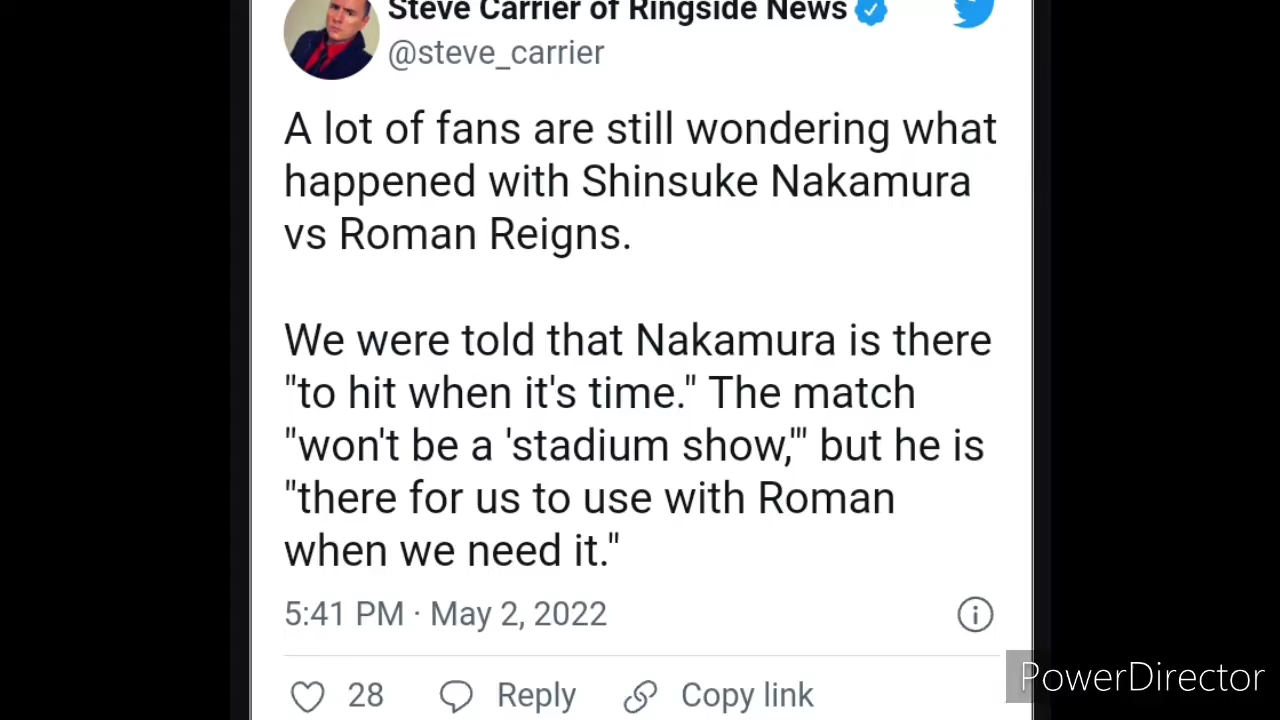 Steve Carrier of Ringside News
@steve_carrier
A lot of fans are still wondering what
happened with Shinsuke Nakamura
vs Roman Reigns.
We were told that Nakamura is there
"to hit when it's time." The match
"won't be a 'stadium show,'" but he is
"there for us to use with Roman
when we need it."
5:41 PM · May 2, 2022
28 Reply Copy link
PowerDirector